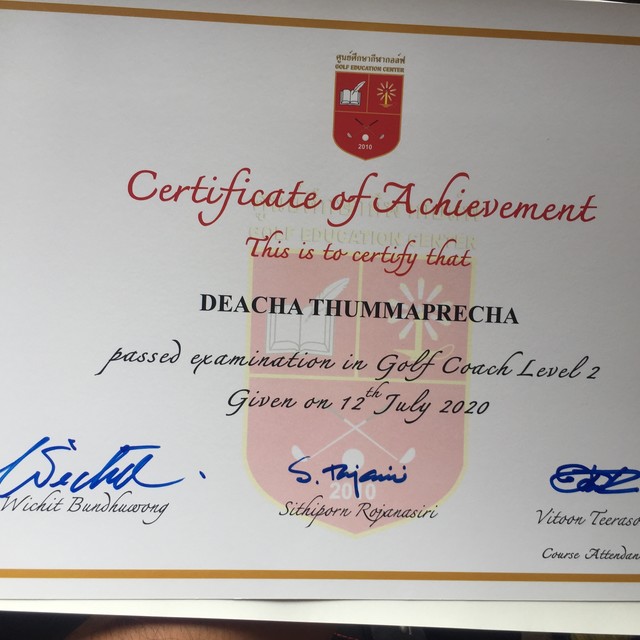 ศูนย์ศึกษากีฬากอล์ฟ
GOLF EDUCATION CENTER
2010
Certificate of Achievement
This is to certify that
DEACHA THUMMAPRECHA
passed examination in Golf Coach Level 2
Given on 12th July 2020
S. Rojanasiri
2010
Wichit Bundhuwong
Sithiporn Rojanasiri
Vitoon Teeraso
Course Attendan